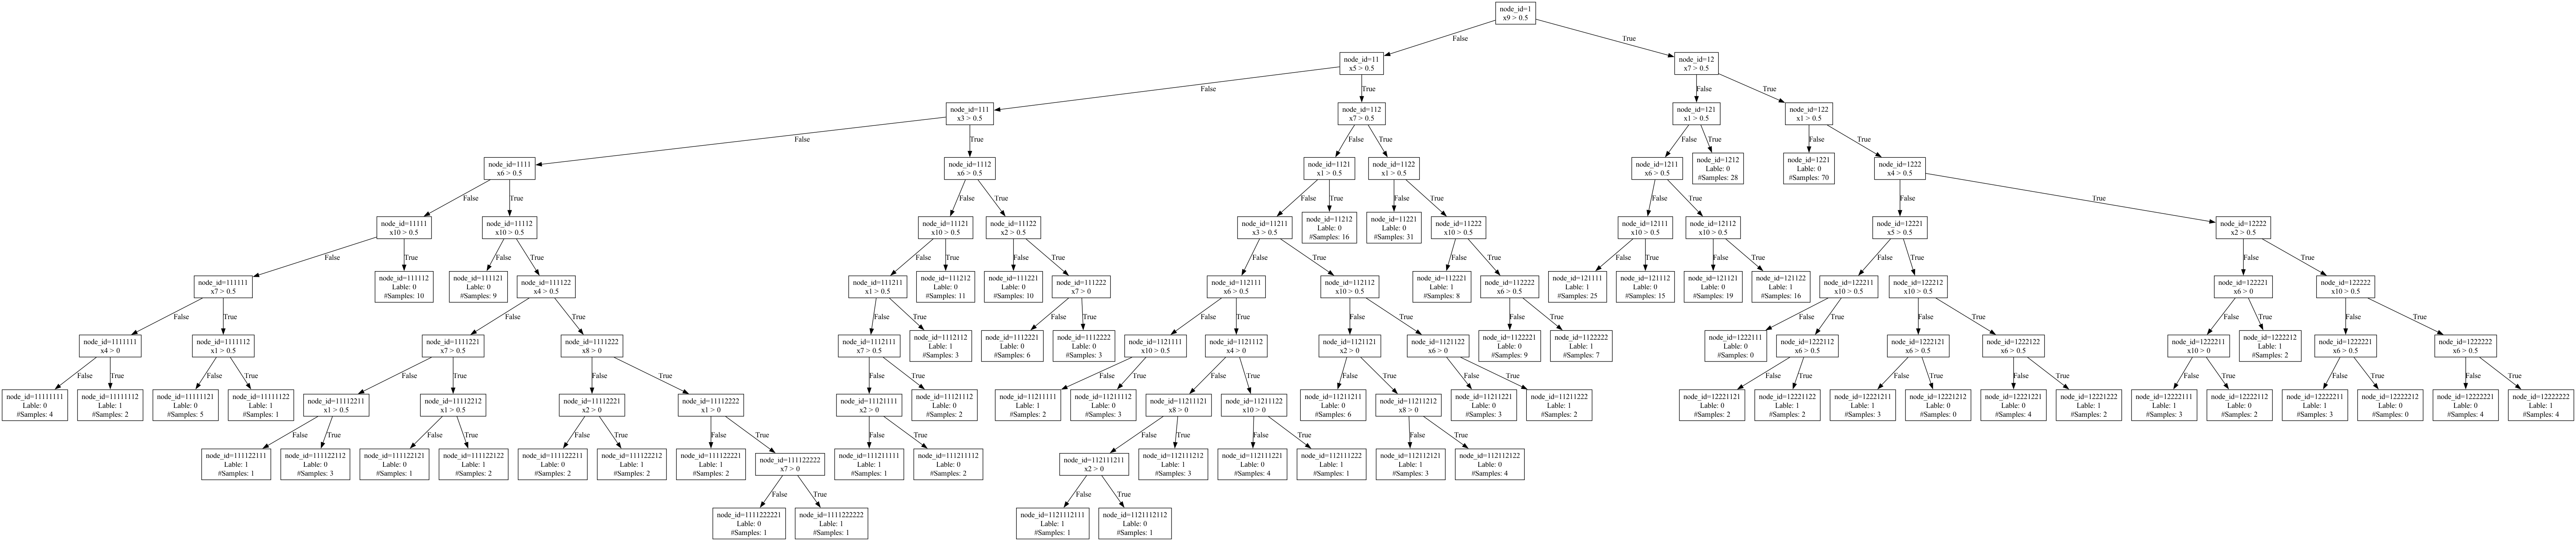 node_id=1
x9 > 0.5
False
True
node_id=11
x5 > 0.5
node_id=12
x7 > 0.5
False
True
False
True
node_id=111
x3 > 0.5
node_id=112
x7 > 0.5
node_id=121
x1 > 0.5
node_id=122
x1 > 0.5
False
True
False
True
False
True
False
True
node_id=1111
x6 > 0.5
node_id=1112
x6 > 0.5
node_id=1121
x1 > 0.5
node_id=1122
x1 > 0.5
node_id=1211
x6 > 0.5
node_id=1212
Lable: 0
#Samples: 28
node_id=1221
Lable: 0
#Samples: 70
node_id=1222
x4 > 0.5
False
True
False
True
False
True
False
True
False
True
False
True
node_id=11111
x10 > 0.5
node_id=11112
x10 > 0.5
node_id=11121
x10 > 0.5
node_id=11122
x2 > 0.5
node_id=11211
x3 > 0.5
node_id=11212
Lable: 0
#Samples: 16
node_id=11221
Lable: 0
#Samples: 31
node_id=11222
x10 > 0.5
node_id=12111
x10 > 0.5
node_id=12112
x10 > 0.5
node_id=12221
x5 > 0.5
node_id=12222
x2 > 0.5
False
True
False
True
False
True
False
True
False
True
False
True
False
True
False
True
False
True
False
True
node_id=111111
x7 > 0.5
node_id=111112
Lable: 0
#Samples: 10
node_id=111121
Lable: 0
#Samples: 9
node_id=111122
x4 > 0.5
node_id=111211
x1 > 0.5
node_id=111212
Lable: 0
#Samples: 11
node_id=111221
Lable: 0
#Samples: 10
node_id=111222
x7 > 0
node_id=112111
x6 > 0.5
node_id=112112
x10 > 0.5
node_id=112221
Lable: 1
#Samples: 8
node_id=112222
x6 > 0.5
node_id=121111
Lable: 1
#Samples: 25
node_id=121112
Lable: 0
#Samples: 15
node_id=121121
Lable: 0
#Samples: 19
node_id=121122
Lable: 1
#Samples: 16
node_id=122211
x10 > 0.5
node_id=122212
x10 > 0.5
node_id=122221
x6 > 0
node_id=122222
x10 > 0.5
False
True
False
True
False
True
False
True
False
True
False
True
False
True
False
True
False
True
False
True
False
True
node_id=1111111
x4 > 0
node_id=1111112
x1 > 0.5
node_id=1111221
x7 > 0.5
node_id=1111222
x8 > 0
node_id=1112111
x7 > 0.5
node_id=1112112
Lable: 1
#Samples: 3
node_id=1112221
Lable: 0
#Samples: 6
node_id=1112222
Lable: 0
#Samples: 3
node_id=1121111
x10 > 0.5
node_id=1121112
x4 > 0
node_id=1121121
x2 > 0
node_id=1121122
x6 > 0
node_id=1122221
Lable: 0
#Samples: 9
node_id=1122222
Lable: 1
#Samples: 7
node_id=1222111
Lable: 0
#Samples: 0
node_id=1222112
x6 > 0.5
node_id=1222121
x6 > 0.5
node_id=1222122
x6 > 0.5
node_id=1222211
x10 > 0
node_id=1222212
Lable: 1
#Samples: 2
node_id=1222221
x6 > 0.5
node_id=1222222
x6 > 0.5
False
True
False
True
False
True
False
True
False
True
False
True
False
True
False
True
False
True
False
True
False
True
False
True
False
True
False
True
False
True
node_id=11111111
Lable: 0
#Samples: 4
node_id=11111112
Lable: 1
#Samples: 2
node_id=11111121
Lable: 0
#Samples: 5
node_id=11111122
Lable: 1
#Samples: 1
node_id=11112211
x1 > 0.5
node_id=11112212
x1 > 0.5
node_id=11112221
x2 > 0
node_id=11112222
x1 > 0
node_id=11121111
x2 > 0
node_id=11121112
Lable: 0
#Samples: 2
node_id=11211111
Lable: 1
#Samples: 2
node_id=11211112
Lable: 0
#Samples: 3
node_id=11211121
x8 > 0
node_id=11211122
x10 > 0.5
node_id=11211211
Lable: 0
#Samples: 6
node_id=11211212
x8 > 0
node_id=11211221
Lable: 0
#Samples: 3
node_id=11211222
Lable: 1
#Samples: 2
node_id=12221121
Lable: 0
#Samples: 2
node_id=12221122
Lable: 1
#Samples: 2
node_id=12221211
Lable: 1
#Samples: 3
node_id=12221212
Lable: 0
#Samples: 0
node_id=12221221
Lable: 0
#Samples: 4
node_id=12221222
Lable: 1
#Samples: 2
node_id=12222111
Lable: 1
#Samples: 3
node_id=12222112
Lable: 0
#Samples: 2
node_id=12222211
Lable: 1
#Samples: 3
node_id=12222212
Lable: 0
#Samples: 0
node_id=12222221
Lable: 0
#Samples: 4
node_id=12222222
Lable: 1
#Samples: 4
False
True
False
True
False
True
False
True
False
True
False
True
False
True
False
True
node_id=111122111
Lable: 1
#Samples: 1
node_id=111122112
Lable: 0
#Samples: 3
node_id=111122121
Lable: 0
#Samples: 1
node_id=111122122
Lable: 1
#Samples: 2
node_id=111122211
Lable: 0
#Samples: 2
node_id=111122212
Lable: 1
#Samples: 2
node_id=111122221
Lable: 1
#Samples: 2
node_id=111122222
x7 > 0
node_id=111211111
Lable: 1
#Samples: 1
node_id=111211112
Lable: 0
#Samples: 2
node_id=112111211
x2 > 0
node_id=112111212
Lable: 1
#Samples: 3
node_id=112111221
Lable: 0
#Samples: 4
node_id=112111222
Lable: 1
#Samples: 1
node_id=112112121
Lable: 1
#Samples: 3
node_id=112112122
Lable: 0
#Samples: 4
False
True
False
True
node_id=1111222221
Lable: 0
#Samples: 1
node_id=1111222222
Lable: 1
#Samples: 1
node_id=1121112111
Lable: 1
#Samples: 1
node_id=1121112112
Lable: 0
#Samples: 1